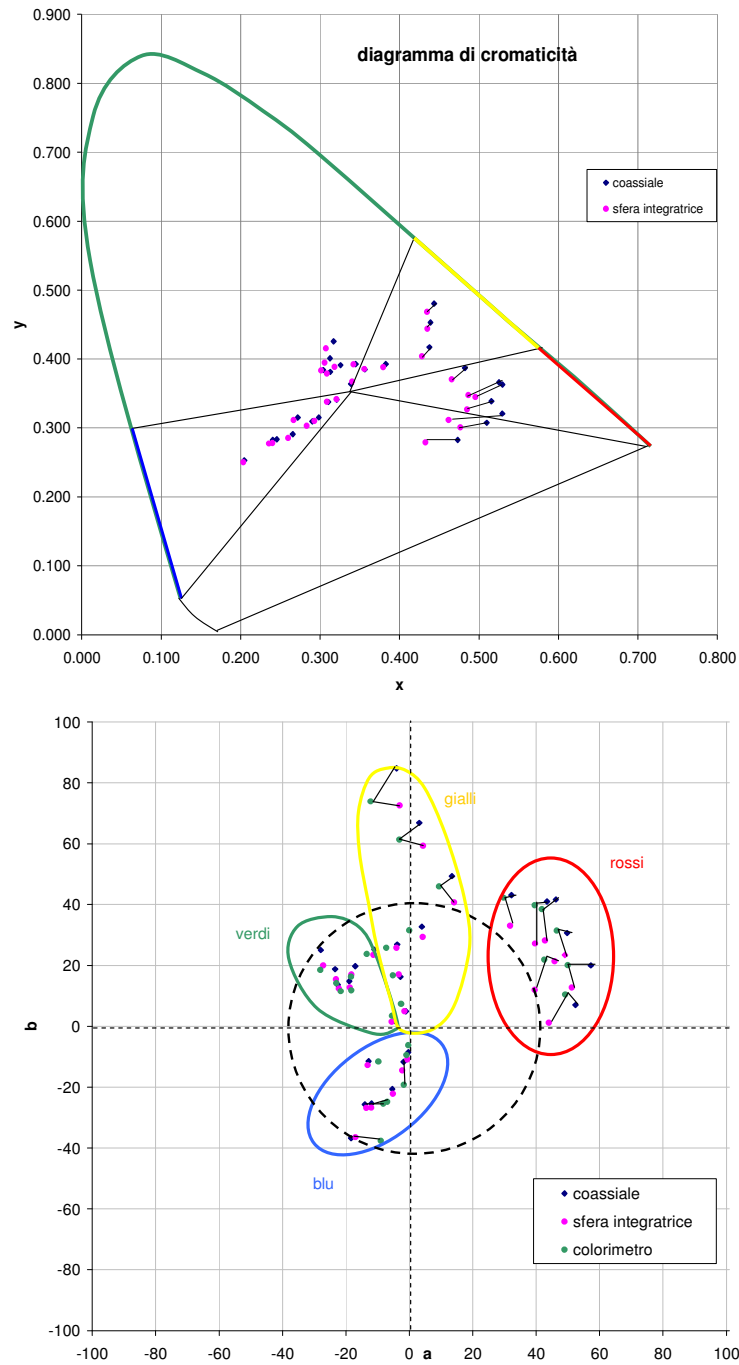 0.900
diagramma di cromaticità
0.800
0.700
coassiale
sfera integratrice
0.600
0.500
y
0.400
0.300
0.200
0.100
0.000
0.000 0.100 0.200 0.300 0.400 0.500 0.600 0.700 0.800
x
100
80
gialli
60
rossi
40
verdi
20
b
0
-20
-40
blu
coassiale
sfera integratrice
colorimetro
-60
-80
-100
-100 -80 -60 -40 -20 0 a 20 40 60 80 100